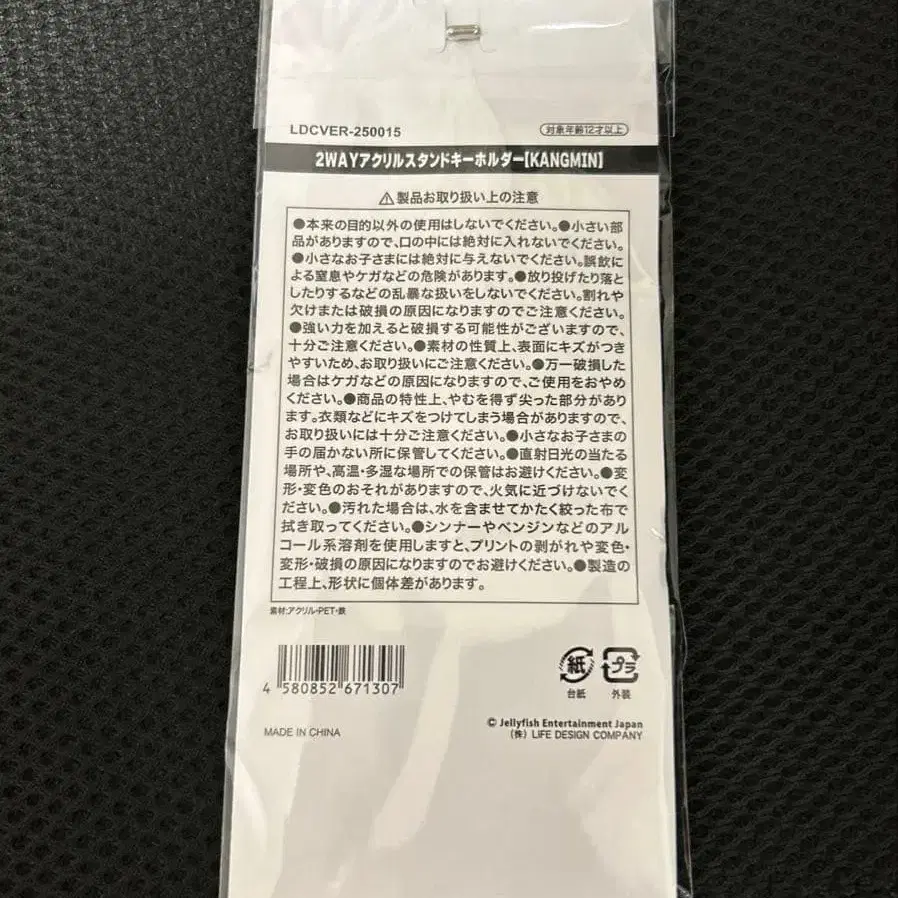 LDCVER-250015
対象年齢12才以上
2WAYアクリルスタンドキーホルダー【KANGMIN】
⚠製品お取り扱い上の注意
●本来の目的以外の使用はしないでください。●小さい部
品がありますので、口の中には絶対に入れないでください。
●小さなお子さまには絶対に与えないでください。誤飲
による窒息やケガなどの危険があります。●放り投げたり落と
したりするなどの乱暴な扱いをしないでください。割れや
欠けまたは破損の原因になりますのでご注意ください。
●強い力を加えると破損する可能性がございますので、
十分ご注意ください。●素材の性質上、表面にキズがつき
やすいため、お取り扱いにご注意ください。●万一破損した
場合はケガなどの原因になりますので、ご使用をおやめ
ください。●商品の特性上、やむを得ず尖った部分があり
ます。衣類などにキズをつけてしまう場合がありますので、
お取り扱いには十分ご注意ください。●小さなお子さまの
手の届かない所に保管してください。●直射日光の当たる
場所や、高温・多湿な場所での保管はお避けください。●変
形・変色のおそれがありますので、火気に近づけないでく
ださい。●汚れた場合は、水を含ませてかたく絞った布で
拭き取ってください。●シンナーやベンジンなどのアル
コール系溶剤を使用しますと、プリントの剥がれや変色・
変形・破損の原因になりますのでお避けください。●製造の
工程上、形状に個体差があります。
素材:アクリル・PET・鉄
4 580852 671307
紙
台紙
プラ
外装
MADE IN CHINA
© Jellyfish Entertainment Japan
(株) LIFE DESIGN COMPANY